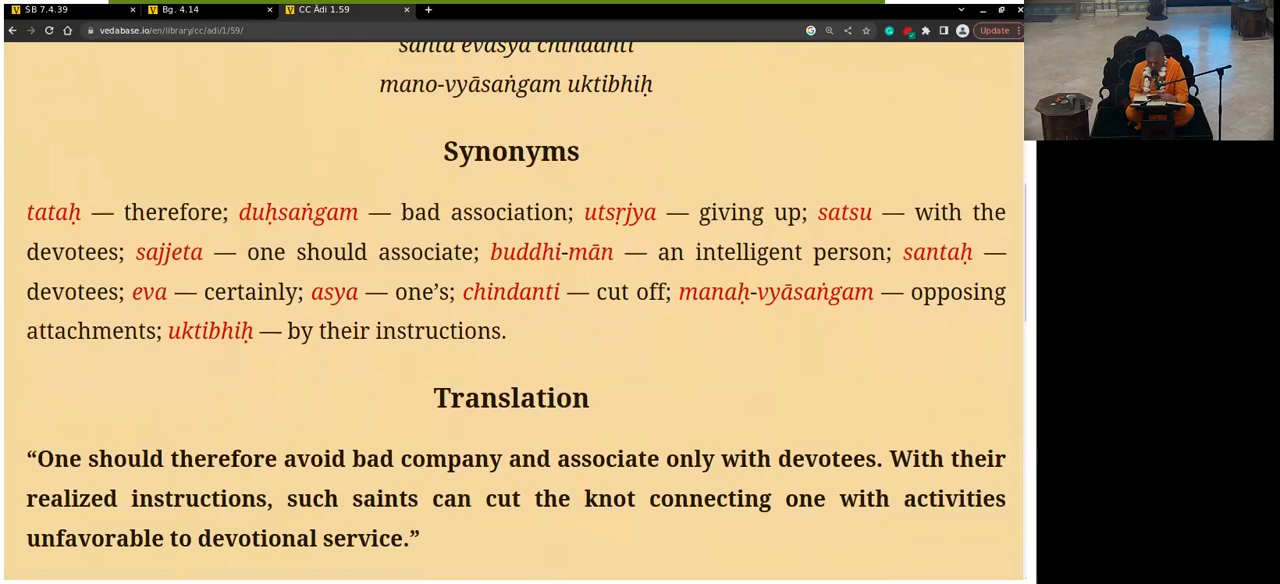 ŚB 7.4.39
Bg. 4.14
CC Ādi 1.59
vedabase.io/en/library/cc/adi/1/59/
Update
santa evāsya chindanti
mano-vyāsaṅgam uktibhiḥ
Synonyms
tataḥ — therefore; duḥsaṅgam — bad association; utsṛjya — giving up; satsu — with the
devotees; sajjeta — one should associate; buddhi-mān — an intelligent person; santaḥ —
devotees; eva — certainly; asya — one’s; chindanti — cut off; manaḥ-vyāsaṅgam — opposing
attachments; uktibhiḥ — by their instructions.
Translation
“One should therefore avoid bad company and associate only with devotees. With their
realized instructions, such saints can cut the knot connecting one with activities
unfavorable to devotional service.”